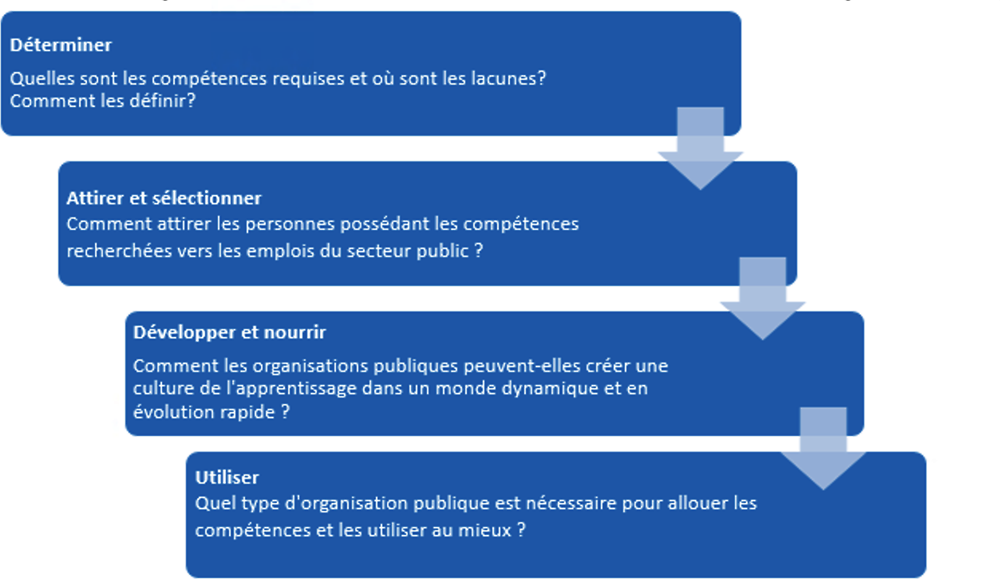 Déterminer
Quelles sont les compétences requises et où sont les lacunes?
Comment les définir?
Attirer et sélectionner
Comment attirer les personnes possédant les compétences
recherchées vers les emplois du secteur public ?
Développer et nourrir
Comment les organisations publiques peuvent-elles créer une
culture de l'apprentissage dans un monde dynamique et en
évolution rapide ?
Utiliser
Quel type d'organisation publique est nécessaire pour allouer les
compétences et les utiliser au mieux ?